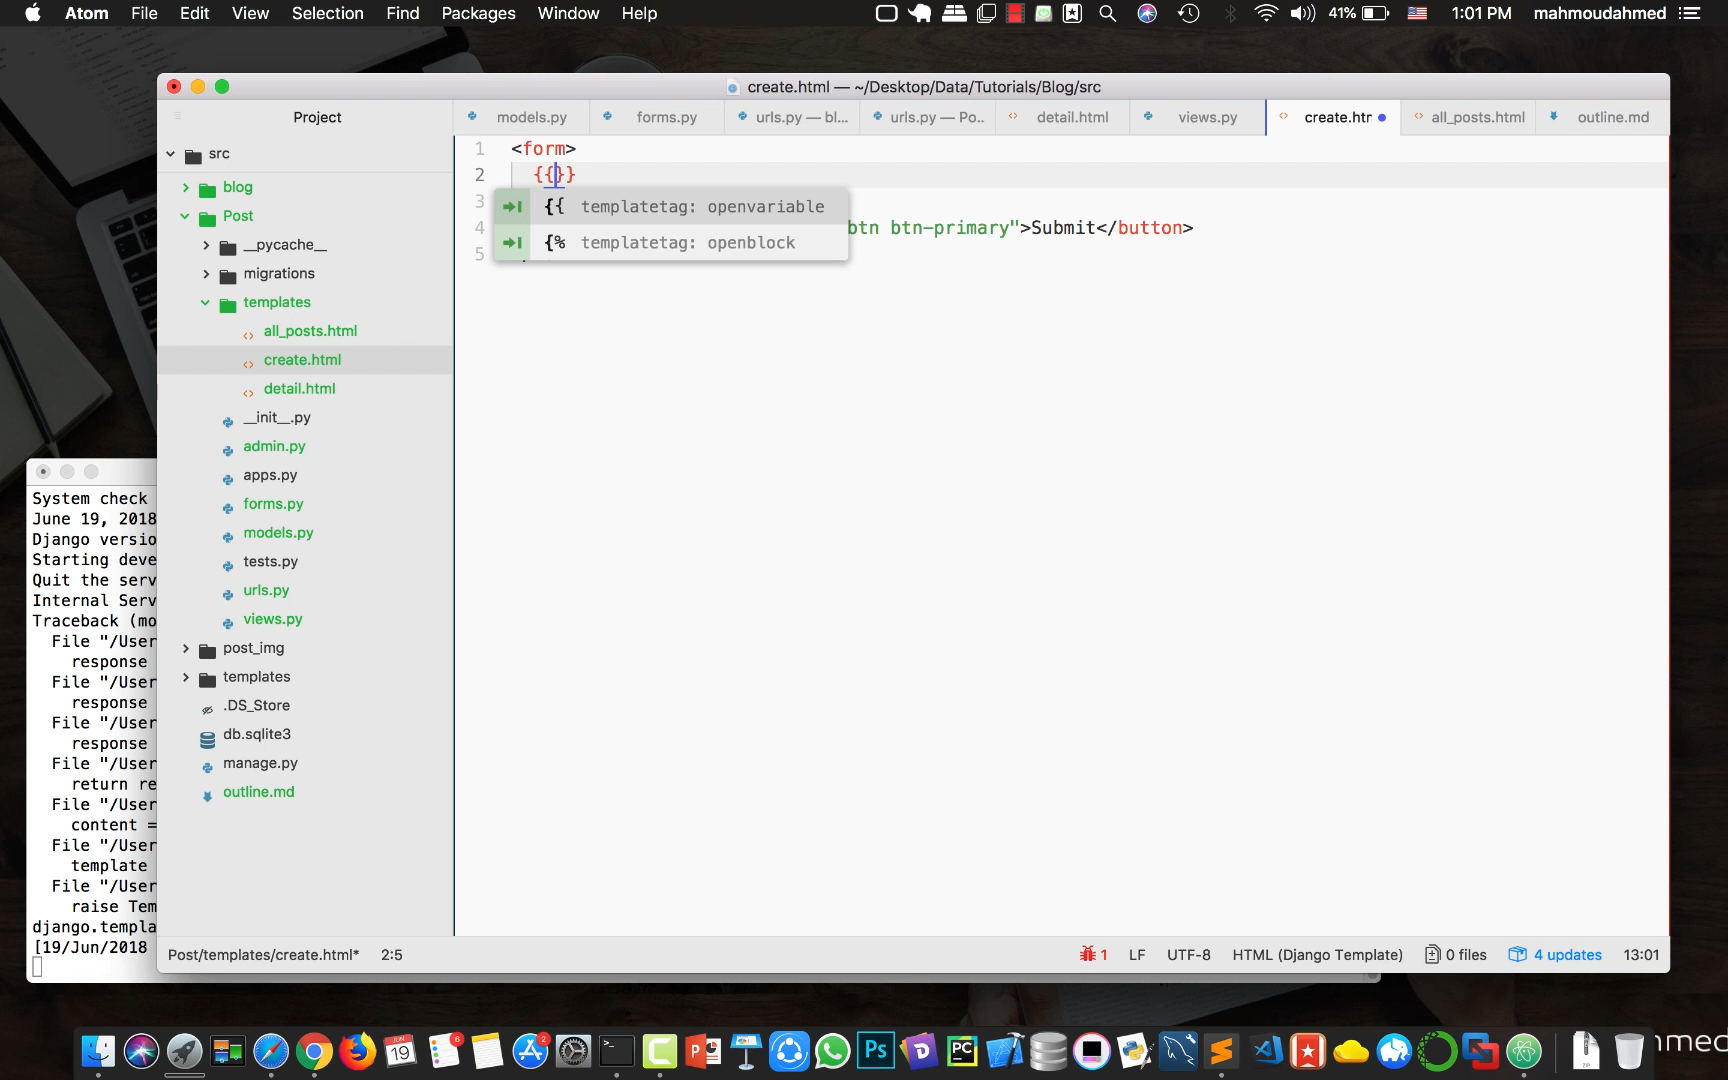 Atom File Edit View Selection Find Packages Window Help 41% 1:01 PM mahmoudahmed
create.html — ~/Desktop/Data/Tutorials/Blog/src
Project
models.py forms.py urls.py — bl... urls.py — Po.. detail.html views.py create.htr all_posts.html outline.md
src
blog
Post
__pycache__
migrations
templates
all_posts.html
create.html
detail.html
__init__.py
admin.py
apps.py
forms.py
models.py
tests.py
urls.py
views.py
post_img
templates
.DS_Store
db.sqlite3
manage.py
outline.md
1 <form>
2 {{}}
3
4 btn btn-primary">Submit</button>
5
{{ templatetag: openvariable
{% templatetag: openblock
System check
June 19, 2018
Django versio
Starting deve
Quit the serv
Internal Serv
Traceback (mo
File "/User
response
File "/User
response
File "/User
response
File "/User
return re
File "/User
content =
File "/User
template
File "/User
raise Tem
django.templa
[19/Jun/2018
Post/templates/create.html* 2:5 1 LF UTF-8 HTML (Django Template) 0 files 4 updates 13:01
19 6 2 >_ P Ps D PC
ZIP
hmed